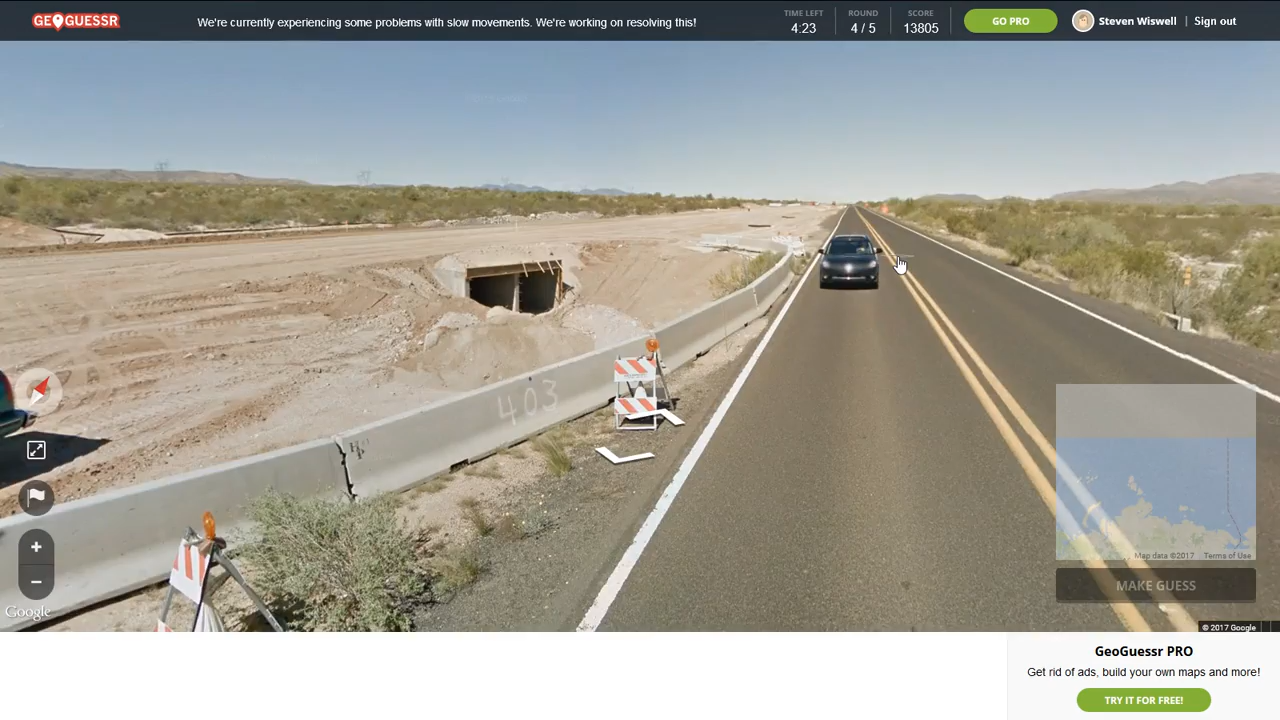 GEOGUESSR
We're currently experiencing some problems with slow movements. We're working on resolving this!
TIME LEFT
4:23
ROUND
4 / 5
SCORE
13805
GO PRO
Steven Wiswell
Sign out
403
Map data ©2017
Terms of Use
MAKE GUESS
Google
© 2017 Google
GeoGuessr PRO
Get rid of ads, build your own maps and more!
TRY IT FOR FREE!